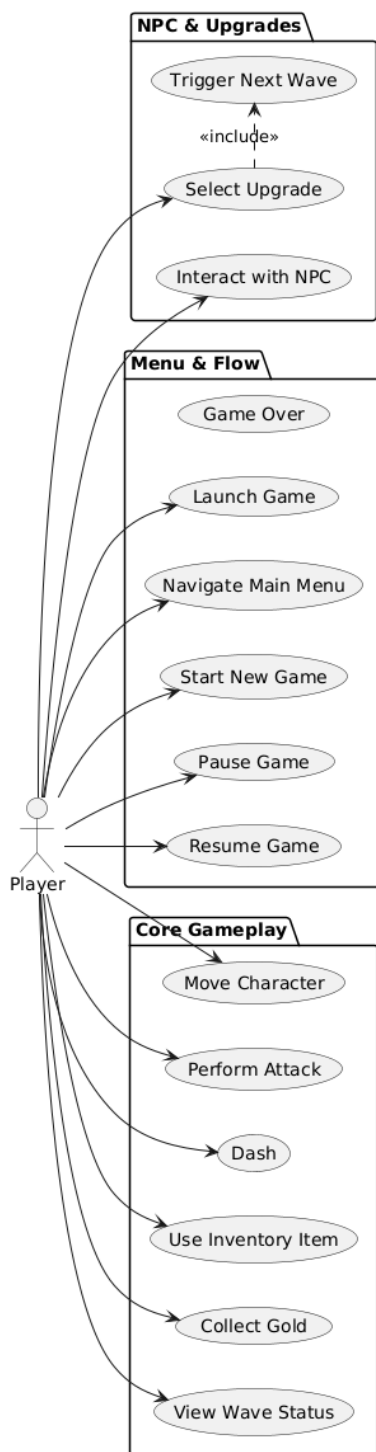 NPC & Upgrades
Trigger Next Wave
«include»
Select Upgrade
Interact with NPC
Menu & Flow
Game Over
Launch Game
Navigate Main Menu
Start New Game
Pause Game
Resume Game
Player
Core Gameplay
Move Character
Perform Attack
Dash
Use Inventory Item
Collect Gold
View Wave Status